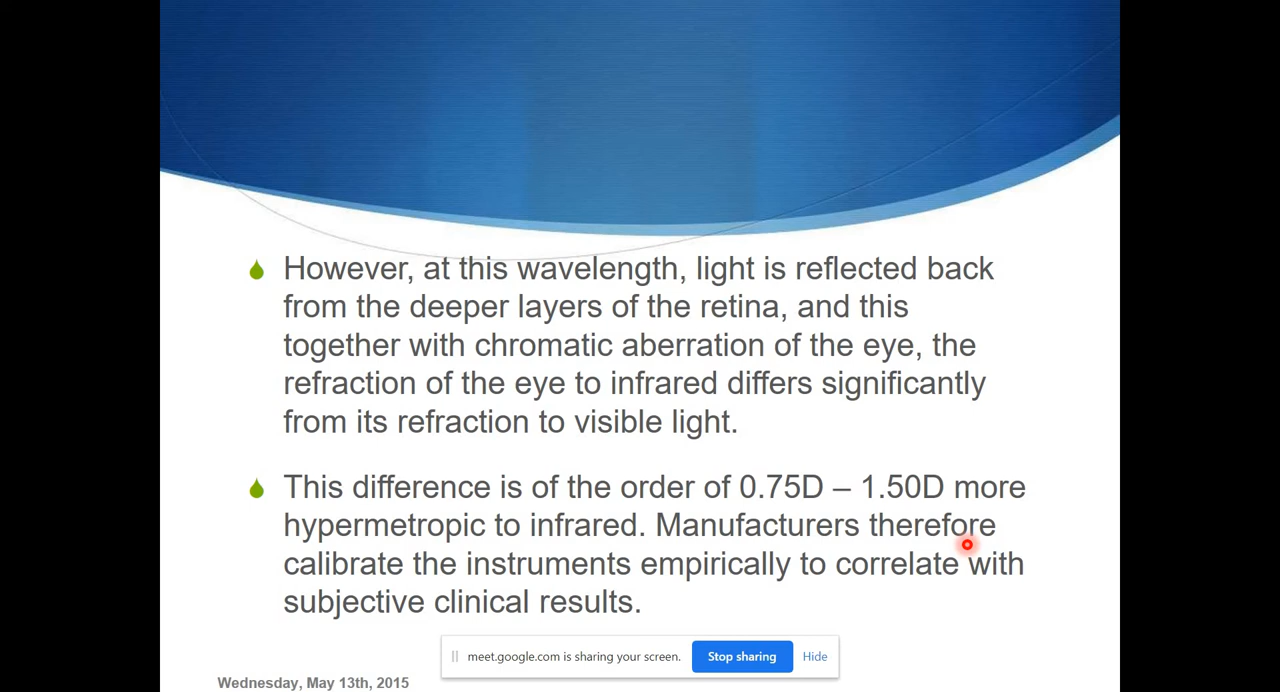 However, at this wavelength, light is reflected back
from the deeper layers of the retina, and this
together with chromatic aberration of the eye, the
refraction of the eye to infrared differs significantly
from its refraction to visible light.
This difference is of the order of 0.75D – 1.50D more
hypermetropic to infrared. Manufacturers therefore
calibrate the instruments empirically to correlate with
subjective clinical results.
meet.google.com is sharing your screen. Stop sharing Hide
Wednesday, May 13th, 2015